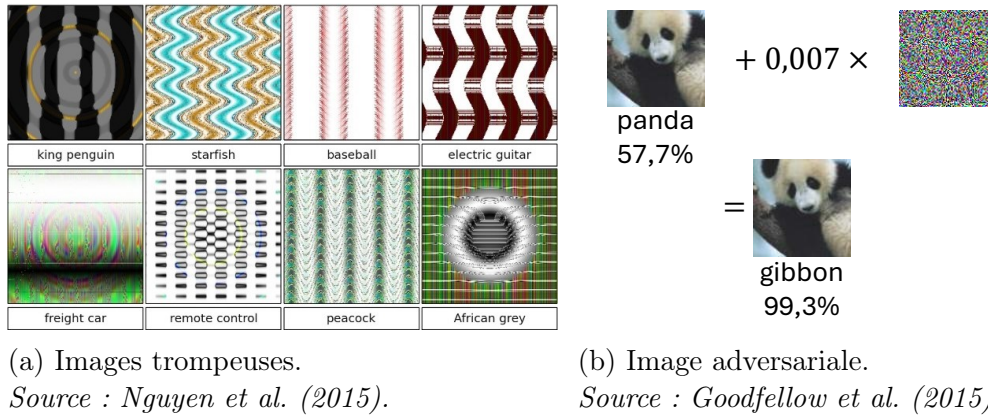 king penguin
starfish
baseball
electric guitar
freight car
remote control
peacock
African grey
(a) Images trompeuses.
Source : Nguyen et al. (2015).
+ 0,007 ×
panda
57,7%
=
gibbon
99,3%
(b) Image adversariale.
Source : Goodfellow et al. (2015)